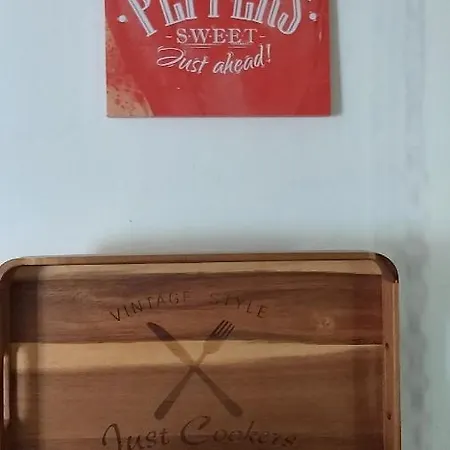 PEPPERS
-SWEET-
Just ahead!
VINTAGE STYLE
Just Cookers